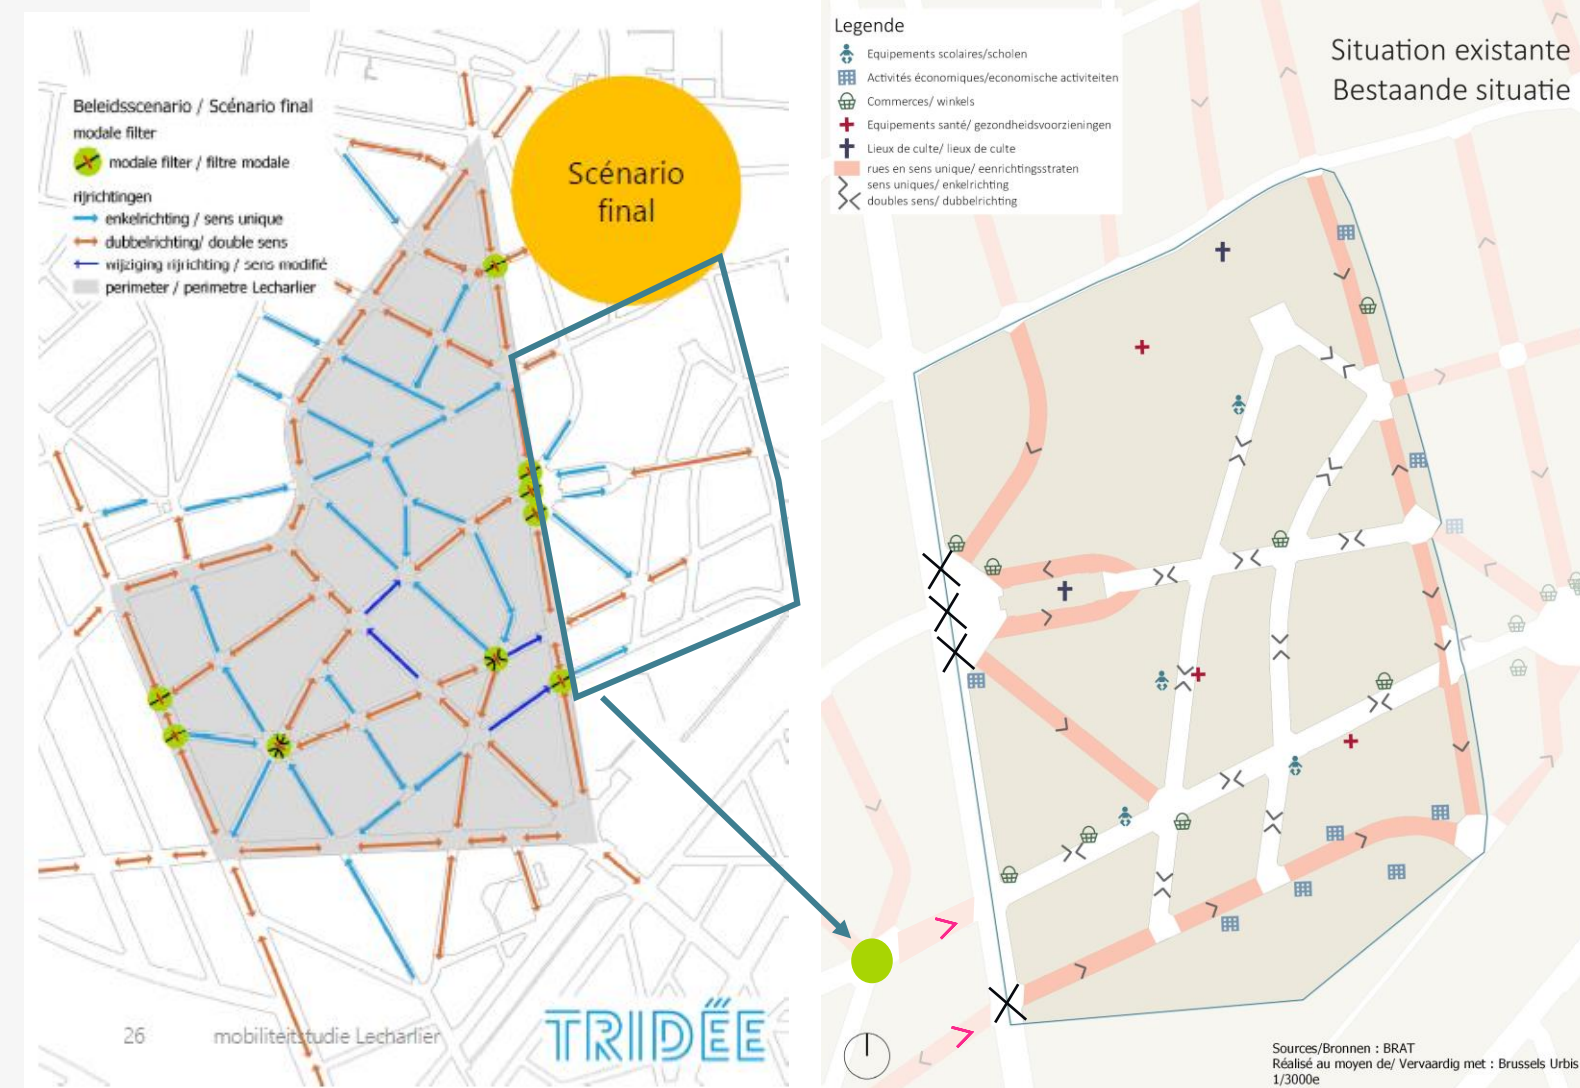 Beleidsscenario / Scénario final
modale filter
modale filter / filtre modale
rijrichtingen
enkelrichting / sens unique
dubbelrichting/ double sens
wijziging rijrichting / sens modifié
perimeter / perimetre Lecharlier
Scénario
final
26
mobiliteitstudie Lecharlier
TRIDËE
Legende
Equipements scolaires/scholen
Activités économiques/economische activiteiten
Commerces/ winkels
Equipements santé/ gezondheidsvoorzieningen
Lieux de culte/ lieux de culte
rues en sens unique/ eenrichtingsstraten
sens uniques/ enkelrichting
doubles sens/ dubbelrichting
Situation existante
Bestaande situatie
Sources/Bronnen : BRAT
Réalisé au moyen de/ Vervaardig met : Brussels Urbis
1/3000e